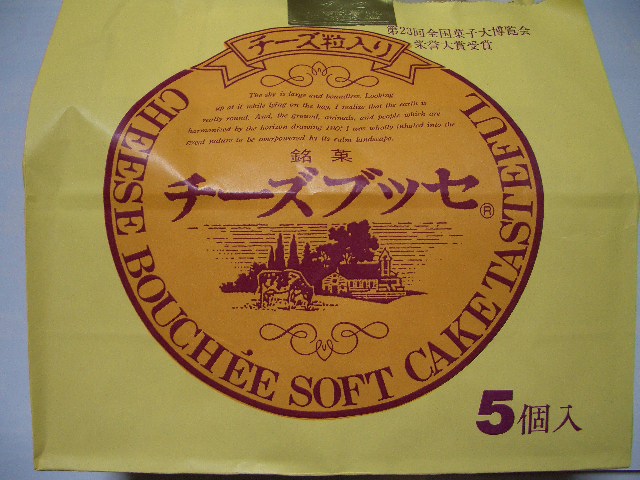 第23回全国菓子大博覧会
栄誉大賞受賞
チーズ粒入り
The sky is large and boundless. Looking
up at it while lying on the hay, I realize that the earth is
really round. And, the ground, animals, and people which are
harmonized by the horizon drawing
I was wholly inhaled into the
grand nature to be overpowered by its calm landscape.
銘菓
チーズブッセ®
CHEESE BOUCHÉE SOFT CAKE TASTEFUL
5個入